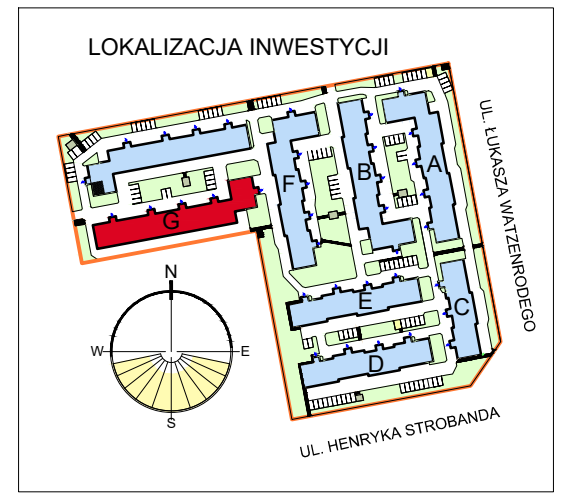 LOKALIZACJA INWESTYCJI
UL. ŁUKASZA WATZENRODEGO
A
B
F
G
C
E
D
N
W
E
S
UL. HENRYKA STROBANDA